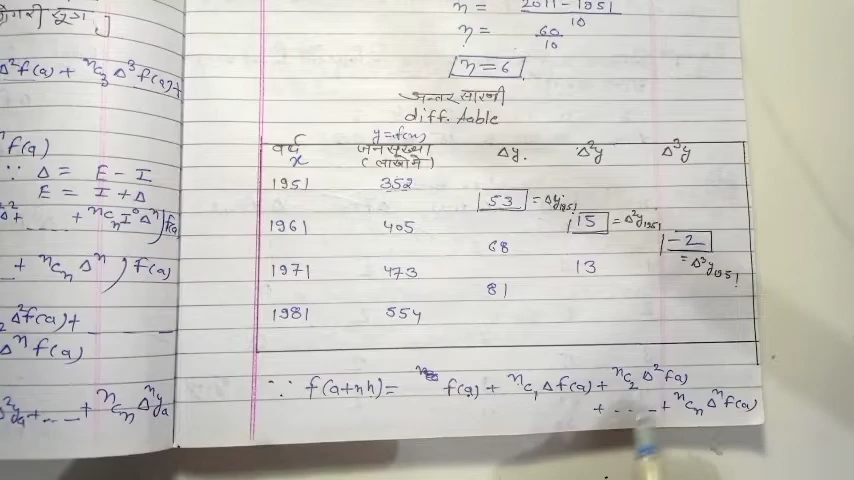 Δ²f(a) + ⁿC₃ Δ³f(a)+
f(a)
∵ Δ = E - I
E = I + Δ
+ ⁿCₙ I⁰ Δⁿ) f(a)
+ ⁿCₙ Δⁿ) f(a)
Δ²f(a)+
Δⁿ f(a)
+ ⁿCₙ Δⁿyₐ
n = 2011 - 1951 / 10
n = 60 / 10
n = 6
अन्तर सारणी
diff. Table
वर्ष x y = f(x) जनसंख्या (लाखों में) Δy Δ²y Δ³y
1951 352
53 = Δy₁₉₅₁
1961 405 15 = Δ²y₁₉₅₁
68 -2 = Δ³y₁₉₅₁
1971 473 13
81
1981 554
∵ f(a+nh) = f(a) + ⁿC₁ Δf(a) + ⁿC₂ Δ²f(a)
+ ... + ⁿCₙ Δⁿf(a)